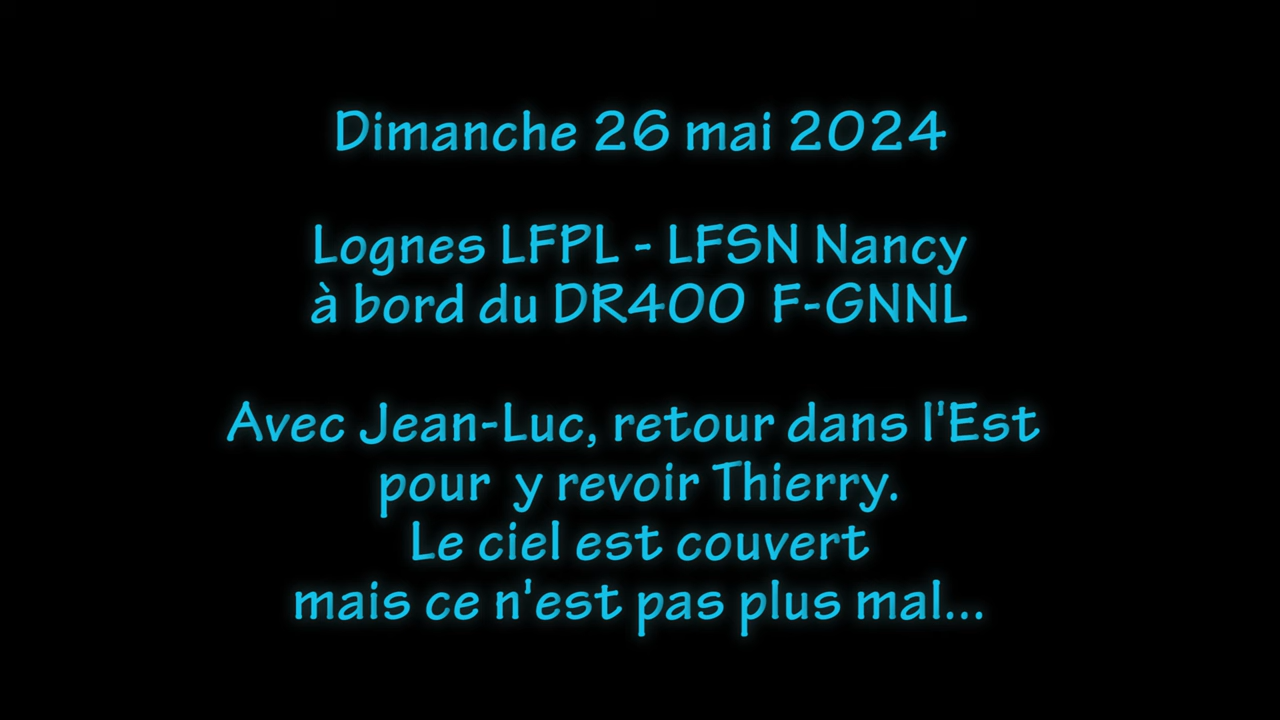 Dimanche 26 mai 2024
Lognes LFPL - LFSN Nancy
à bord du DR400 F-GNNL
Avec Jean-Luc, retour dans l'Est
pour y revoir Thierry.
Le ciel est couvert
mais ce n'est pas plus mal...